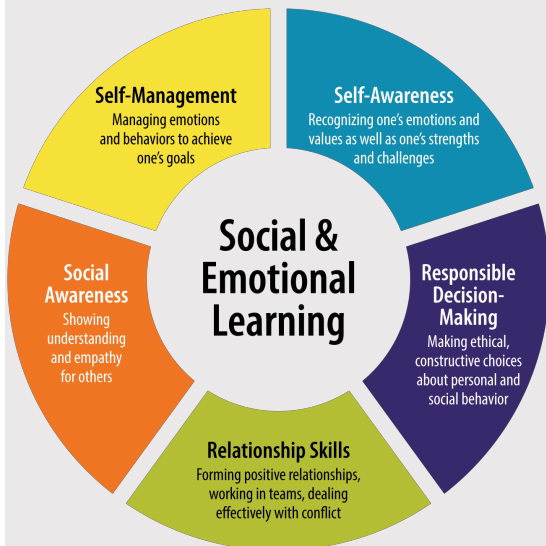 Self-Management
Managing emotions
and behaviors to achieve
one's goals
Self-Awareness
Recognizing one's emotions and
values as well as one's strengths
and challenges
Social &
Emotional
Learning
Social
Awareness
Showing
understanding
and empathy
for others
Responsible
Decision-
Making
Making ethical,
constructive choices
about personal and
social behavior
Relationship Skills
Forming positive relationships,
working in teams, dealing
effectively with conflict